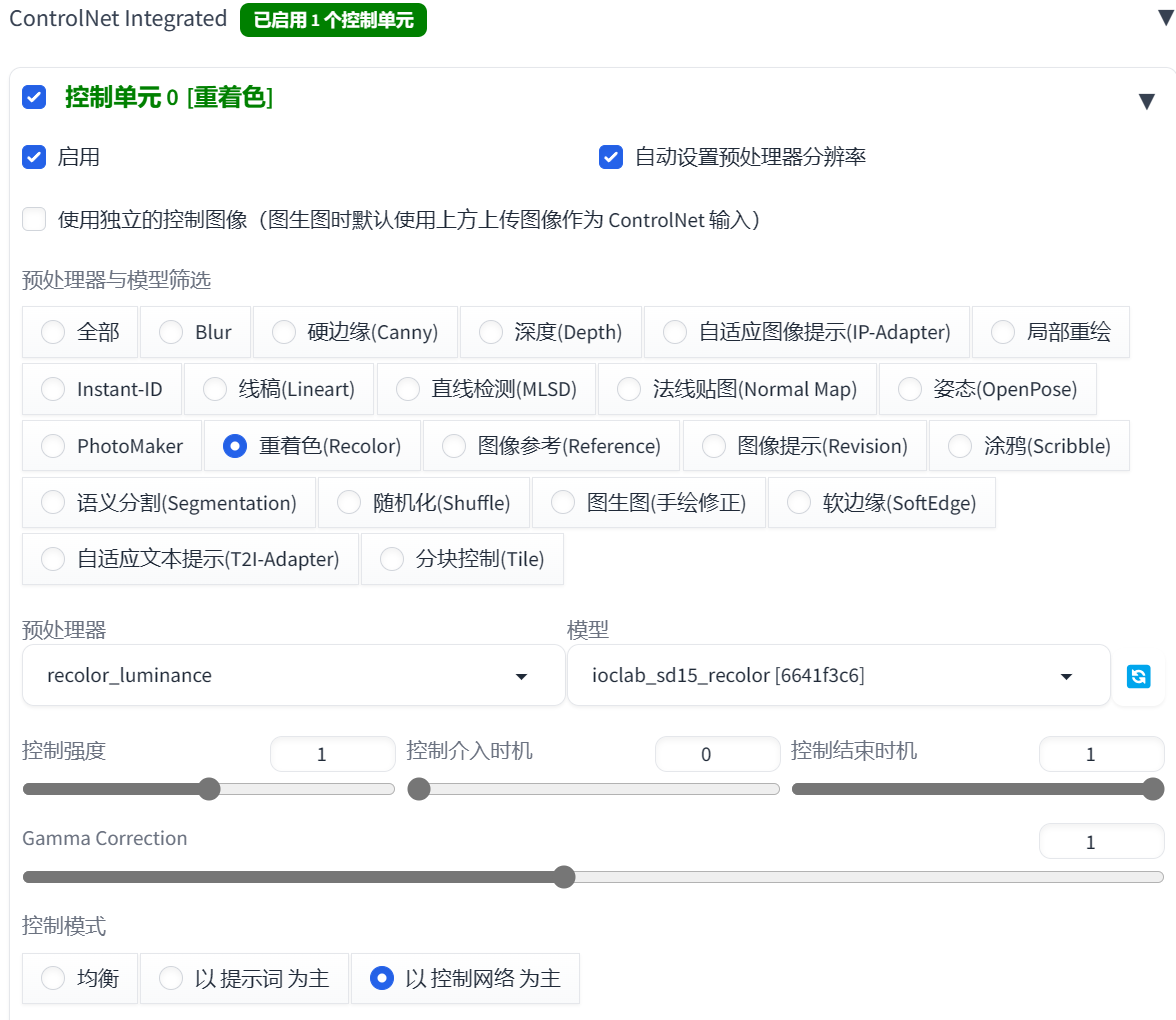 ControlNet Integrated 已启用 1 个控制单元 ▼
控制单元 0 [重着色] ▼
启用 自动设置预处理器分辨率
使用独立的控制图像（图生图时默认使用上方上传图像作为 ControlNet 输入）
预处理器与模型筛选
全部 Blur 硬边缘(Canny) 深度(Depth) 自适应图像提示(IP-Adapter) 局部重绘
Instant-ID 线稿(Lineart) 直线检测(MLSD) 法线贴图(Normal Map) 姿态(OpenPose)
PhotoMaker 重着色(Recolor) 图像参考(Reference) 图像提示(Revision) 涂鸦(Scribble)
语义分割(Segmentation) 随机化(Shuffle) 图生图(手绘修正) 软边缘(SoftEdge)
自适应文本提示(T2I-Adapter) 分块控制(Tile)
预处理器 模型
recolor_luminance ioclab_sd15_recolor [6641f3c6]
控制强度 1 控制介入时机 0 控制结束时机 1
Gamma Correction 1
控制模式
均衡 以 提示词 为主 以 控制网络 为主